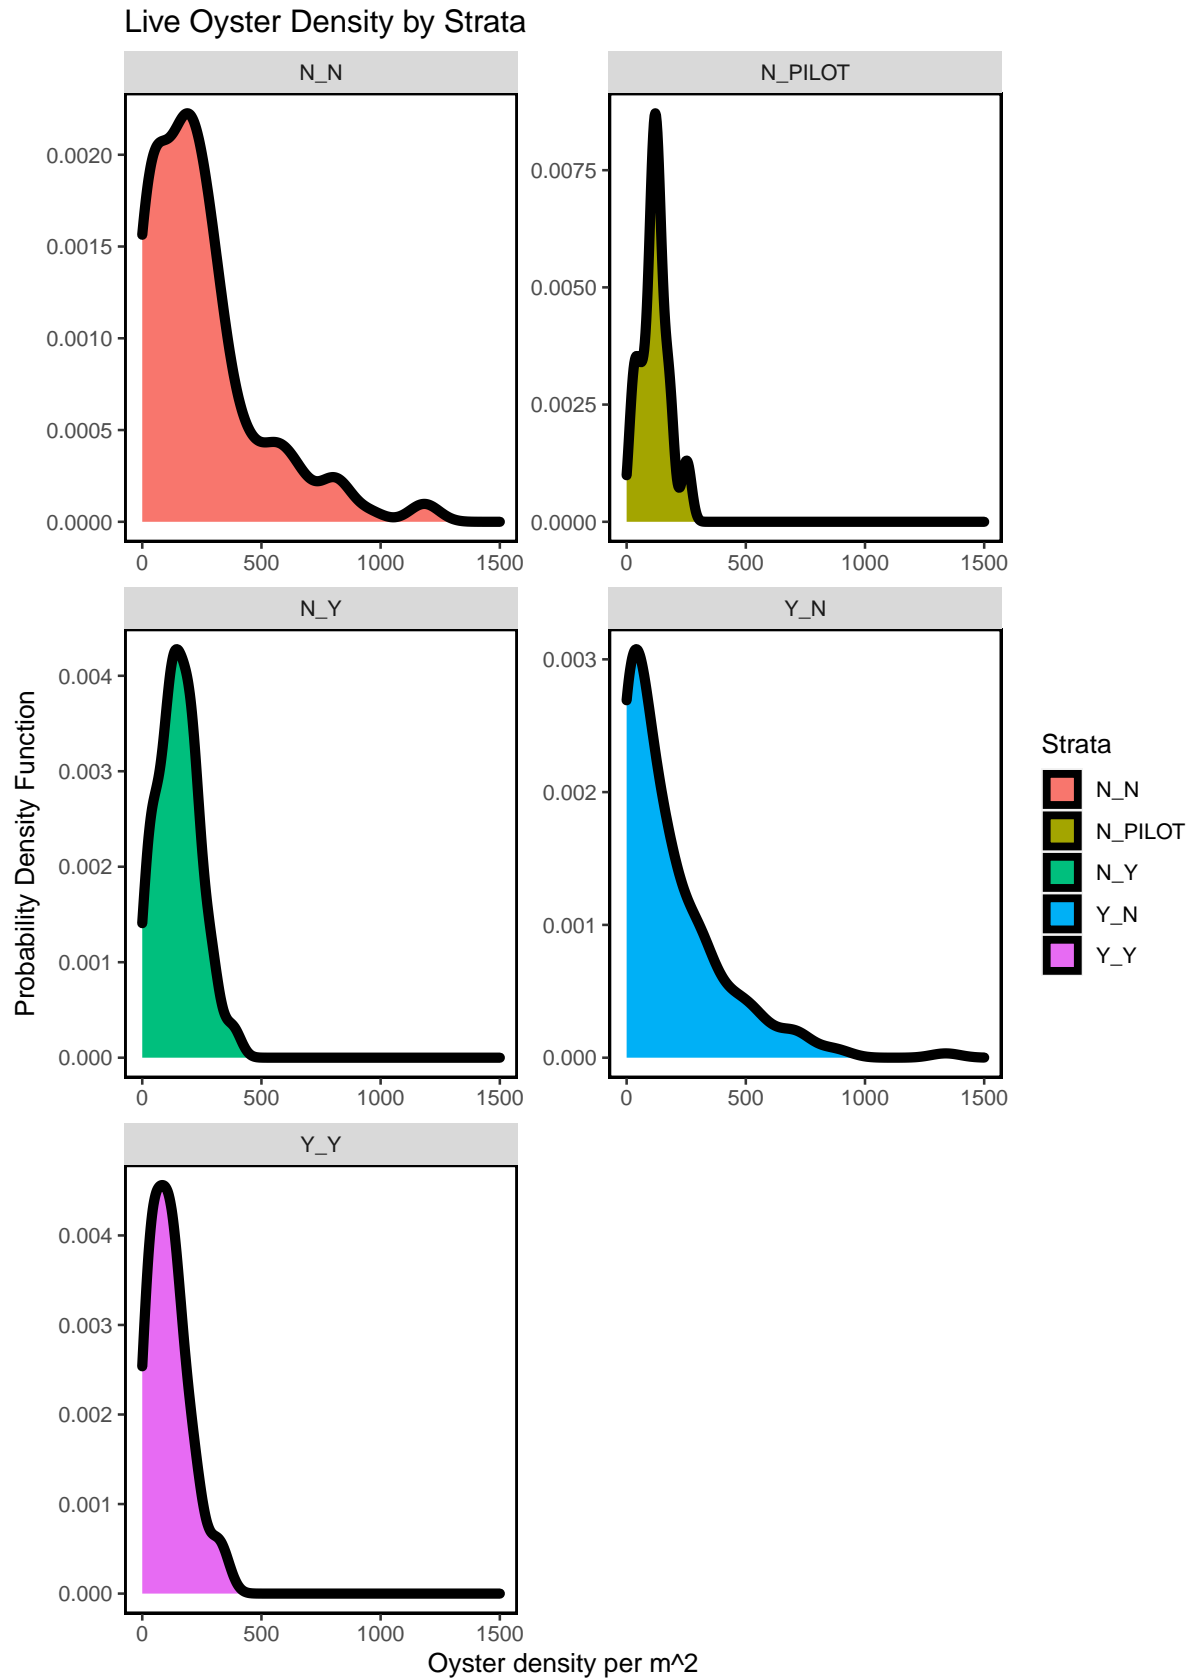 Live Oyster Density by Strata
N_N
N_PILOT
0.0020
0.0015
0.0010
0.0005
0.0000
0.0075
0.0050
0.0025
0.0000
0 500 1000 1500
0 500 1000 1500
N_Y
Y_N
0.004
0.003
0.002
0.001
0.000
0.003
0.002
0.001
0.000
0 500 1000 1500
0 500 1000 1500
Y_Y
0.004
0.003
0.002
0.001
0.000
0 500 1000 1500
Probability Density Function
Oyster density per m^2
Strata
N_N
N_PILOT
N_Y
Y_N
Y_Y